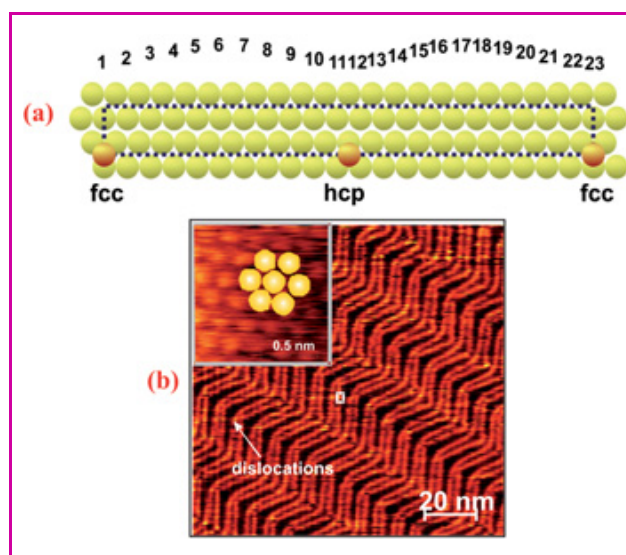 1 2 3 4 5 6 7 8 9 10 11 12 13 14 15 16 17 18 19 20 21 22 23
(a)
fcc hcp fcc
0.5 nm
(b)
dislocations
20 nm